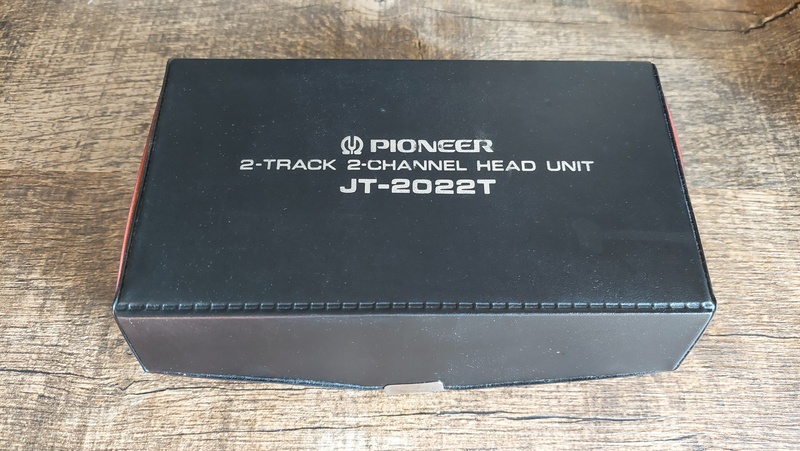 PIONEER
2-TRACK 2-CHANNEL HEAD UNIT
JT-2022T